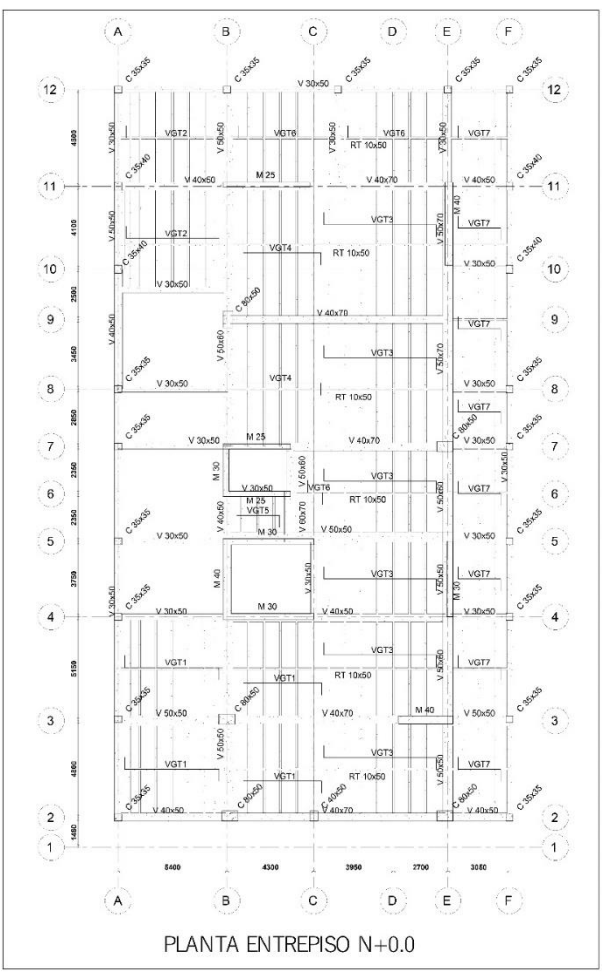 A B C D E F
C 35x35 C 35x35 C 35x35 C 35x35 C 35x35
12 V 30x50 12
4900 V 30x50 VGT2 V 50x50 VGT6 V 30x50 VGT6 V 30x50 VGT7
RT 10x50
C 35x40 M 25
11 V 40x60 V 40x70 V 40x50 11
M 40
4100 V 50x50 VGT2 VGT3 V 50x70 VGT7
VGT4 RT 10x50
C 35x40 C 35x40
10 V 30x50 V 30x50 10
2500 C 80x50
9 V 40x70 9
V 40x50 VGT7
3450 V 50x60 VGT3 V 50x70
C 35x35 VGT4 C 35x35
8 V 30x50 V 30x50 8
RT 10x50
2850 VGT7
C 35x35 C 80x50 C 35x35
7 V 30x50 M 25 V 40x70 V 30x50 7
2350 M 30 V 50x60 VGT3 V 30x50
6 V 30x50 VGT6 VGT7 6
M 25 RT 10x50 V 50x60
2350 V 40x50 VGT5 V 60x70
C 35x35 M 30 C 35x35
5 V 30x50 V 50x50 V 30x50 5
3750 M 40 V 30x50 VGT3 V 50x50 M 30 VGT7
C 35x35 M 30 C 35x35
4 V 30x50 V 30x50 V 40x50 V 30x50 4
5150 VGT1 VGT3 V 50x60 VGT7
VGT1 RT 10x50
C 35x35 C 80x50 M 40 C 35x35
3 V 50x50 V 40x70 V 50x50 3
4860 V 50x50 VGT3 V 50x50
VGT1 VGT1 RT 10x50 VGT7
C 35x35 C 80x50 C 40x50 C 80x50 C 35x35
2 V 40x50 V 40x70 V 40x50 2
1 1
5400 4300 3950 2700 3050
A B C D E F
PLANTA ENTREPISO N+0.0